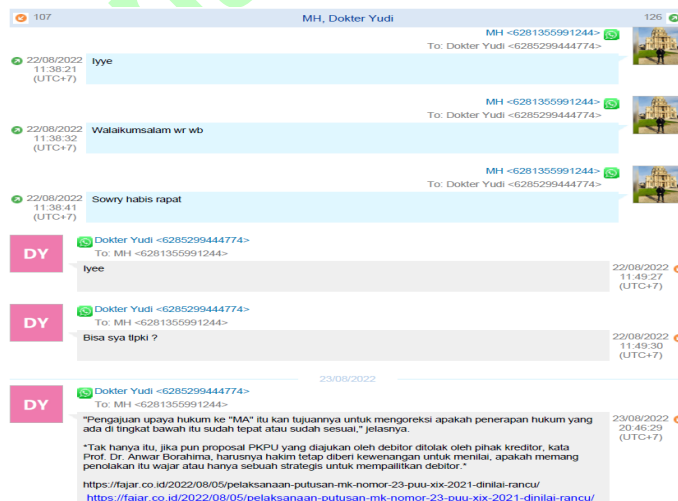 107
MH, Dokter Yudi
126
MH <6281355991244>
To: Dokter Yudi <6285299444774>
22/08/2022
11:38:21
(UTC+7)
Iyye
MH <6281355991244>
To: Dokter Yudi <6285299444774>
22/08/2022
11:38:32
(UTC+7)
Walaikumsalam wr wb
MH <6281355991244>
To: Dokter Yudi <6285299444774>
22/08/2022
11:38:41
(UTC+7)
Sowry habis rapat
DY
Dokter Yudi <6285299444774>
To: MH <6281355991244>
Iyee
22/08/2022
11:49:27
(UTC+7)
DY
Dokter Yudi <6285299444774>
To: MH <6281355991244>
Bisa sya tlpki ?
22/08/2022
11:49:30
(UTC+7)
23/08/2022
DY
Dokter Yudi <6285299444774>
To: MH <6281355991244>
"Pengajuan upaya hukum ke "MA" itu kan tujuannya untuk mengoreksi apakah penerapan hukum yang
ada di tingkat bawah itu sudah tepat atau sudah sesuai," jelasnya.
"Tak hanya itu, jika pun proposal PKPU yang diajukan oleh debitor ditolak oleh pihak kreditor, kata
Prof. Dr. Anwar Borahima, harusnya hakim tetap diberi kewenangan untuk menilai, apakah memang
penolakan itu wajar atau hanya sebuah strategis untuk mempailitkan debitor."
https://fajar.co.id/2022/08/05/pelaksanaan-putusan-mk-nomor-23-puu-xix-2021-dinilai-rancu/
https://fajar.co.id/2022/08/05/pelaksanaan-putusan-mk-nomor-23-puu-xix-2021-dinilai-rancu/
23/08/2022
20:46:29
(UTC+7)